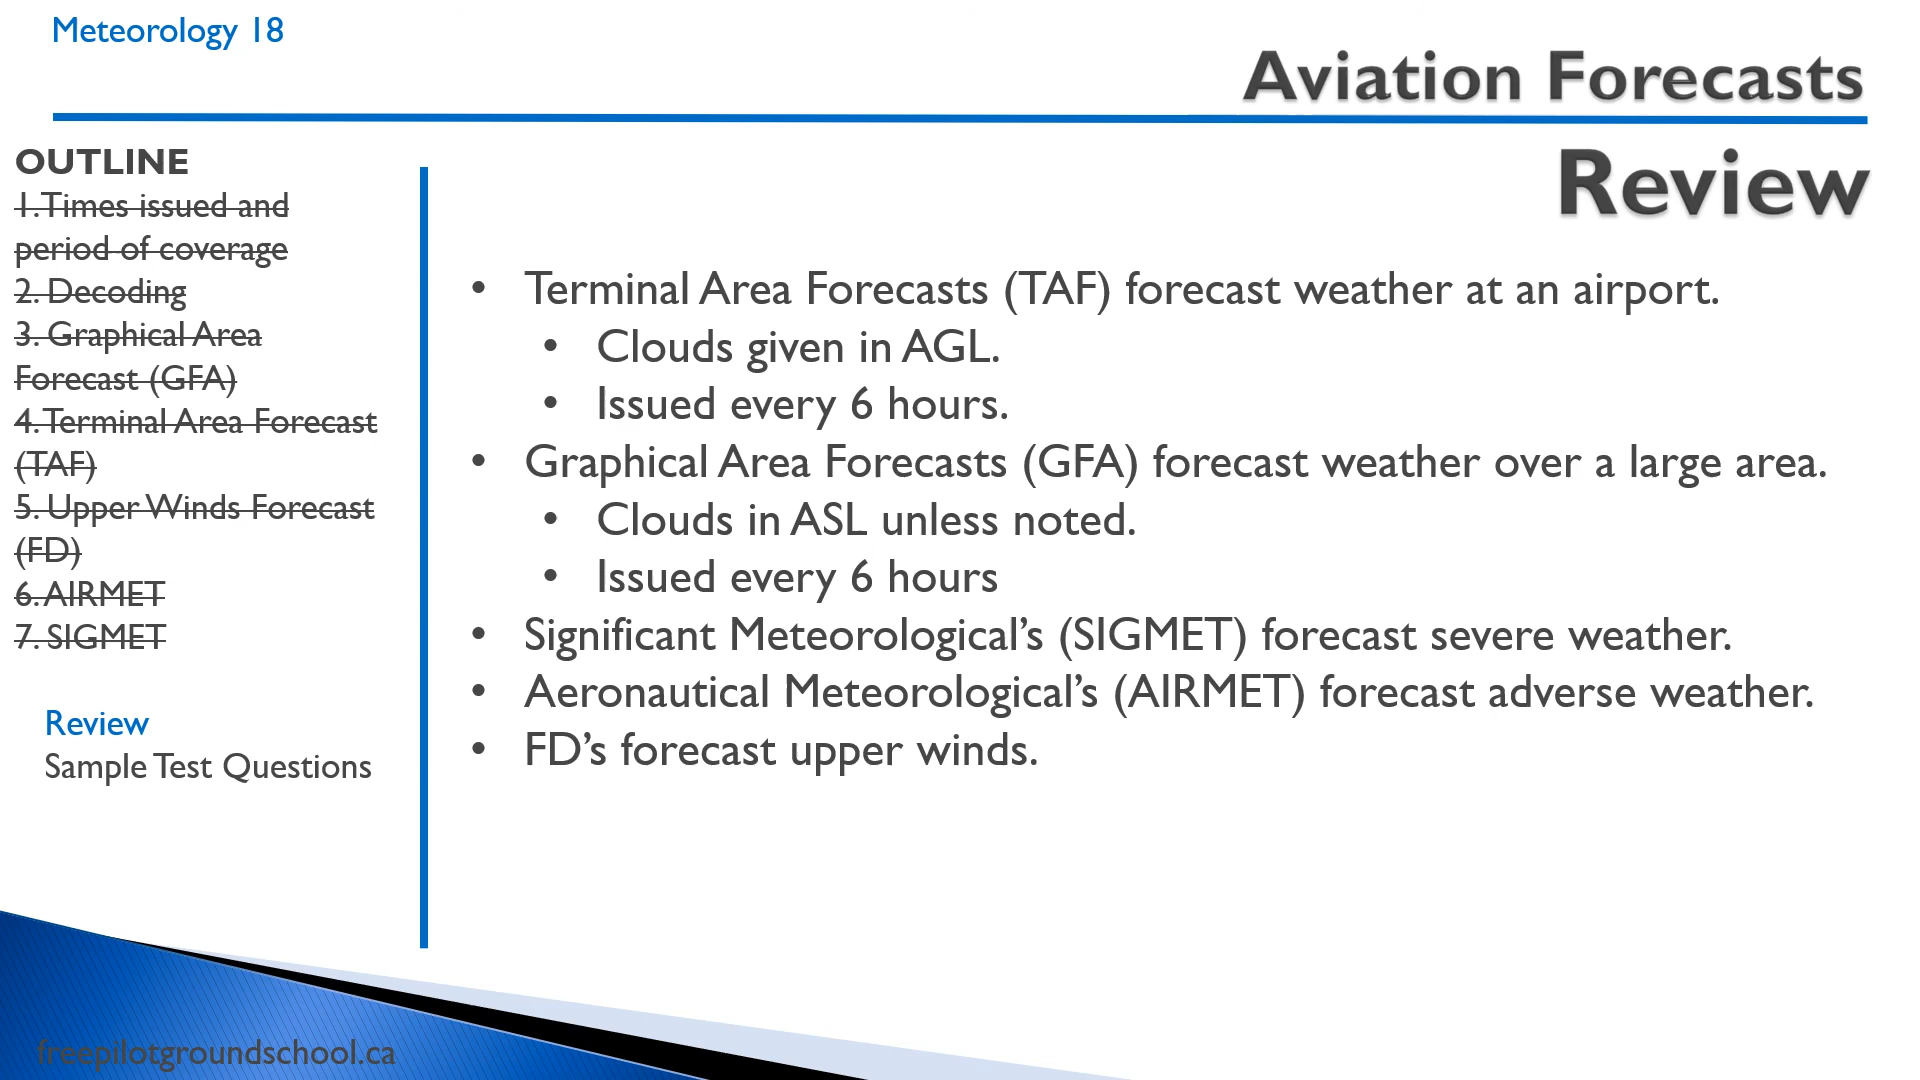 Meteorology 18
Aviation Forecasts
OUTLINE
1. Times issued and
period of coverage
2. Decoding
3. Graphical Area
Forecast (GFA)
4. Terminal Area Forecast
(TAF)
5. Upper Winds Forecast
(FD)
6. AIRMET
7. SIGMET
Review
Sample Test Questions
Review
• Terminal Area Forecasts (TAF) forecast weather at an airport.
• Clouds given in AGL.
• Issued every 6 hours.
• Graphical Area Forecasts (GFA) forecast weather over a large area.
• Clouds in ASL unless noted.
• Issued every 6 hours
• Significant Meteorological’s (SIGMET) forecast severe weather.
• Aeronautical Meteorological’s (AIRMET) forecast adverse weather.
• FD’s forecast upper winds.
freepilotgroundschool.ca